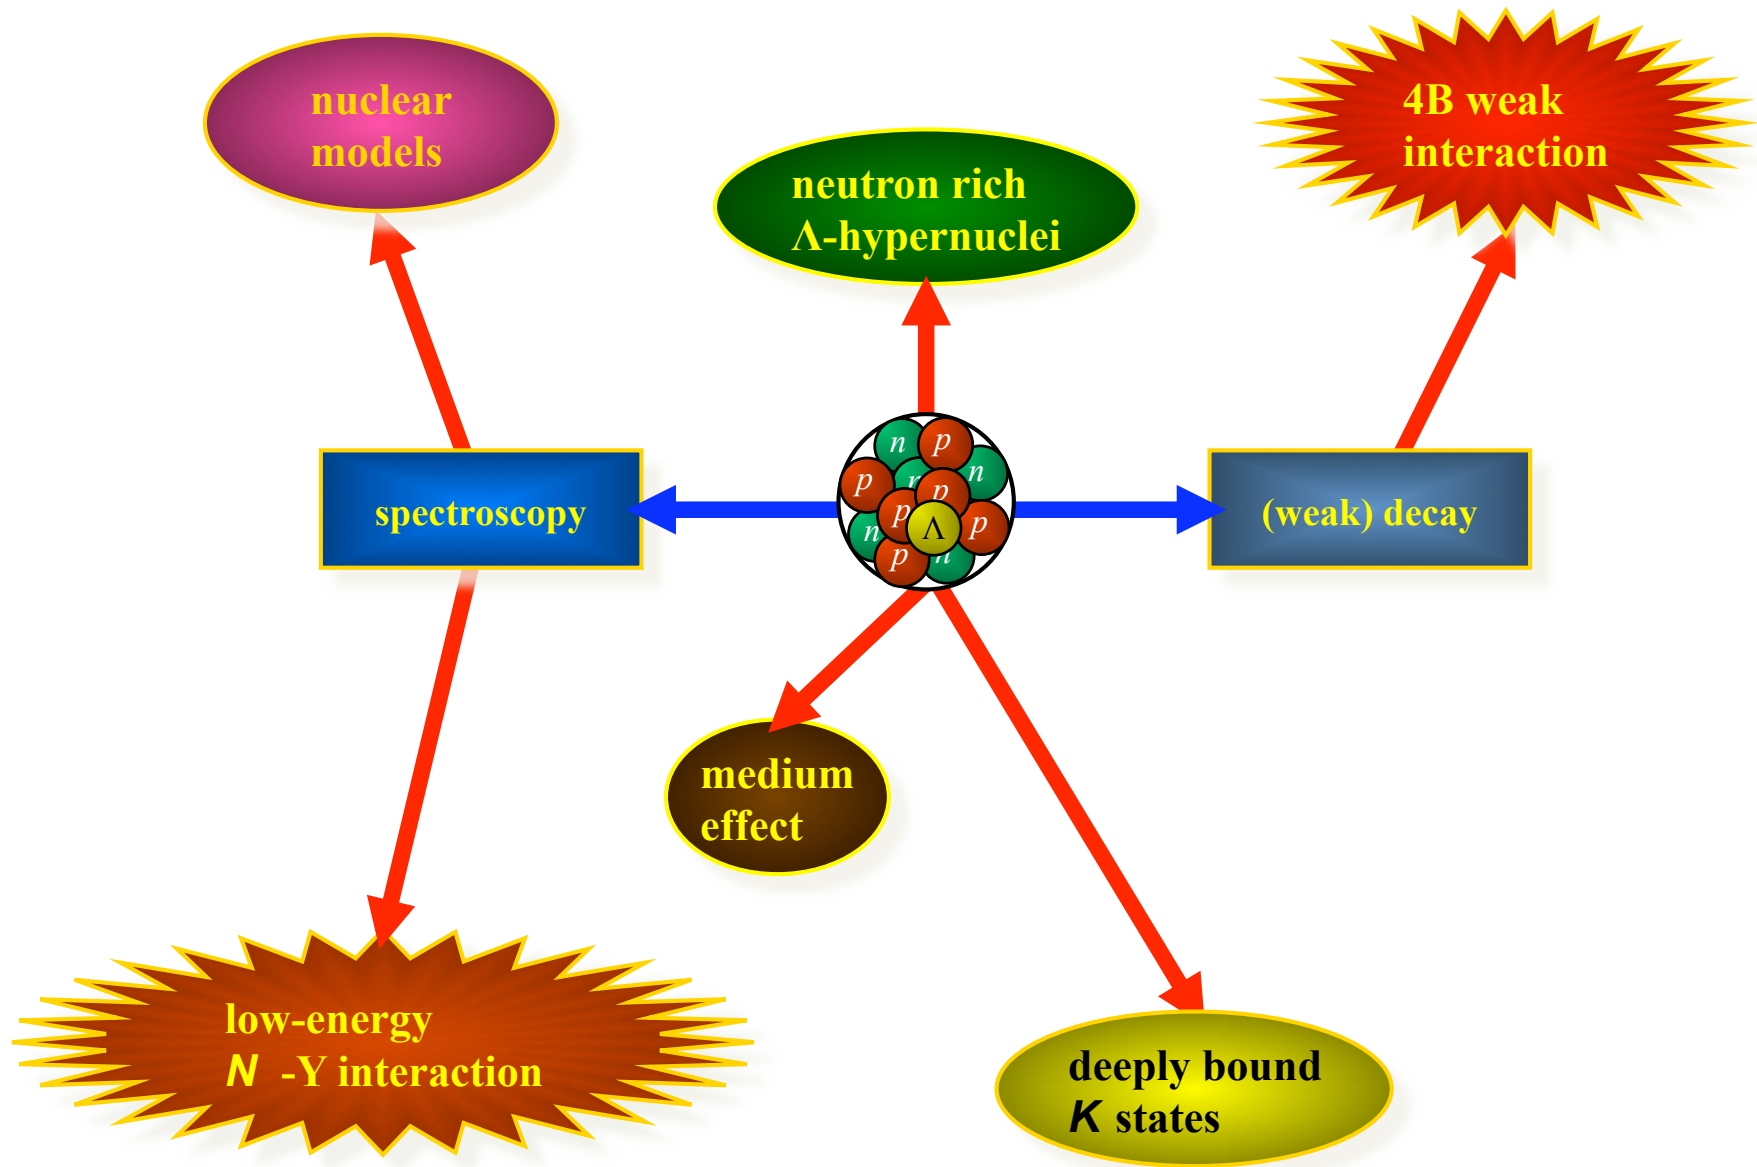 nuclear
models
4B weak
interaction
neutron rich
Λ-hypernuclei
n
p
p
n
n
p
p
p
n
Λ
p
n
spectroscopy
(weak) decay
medium
effect
low-energy
N -Y interaction
deeply bound
K states